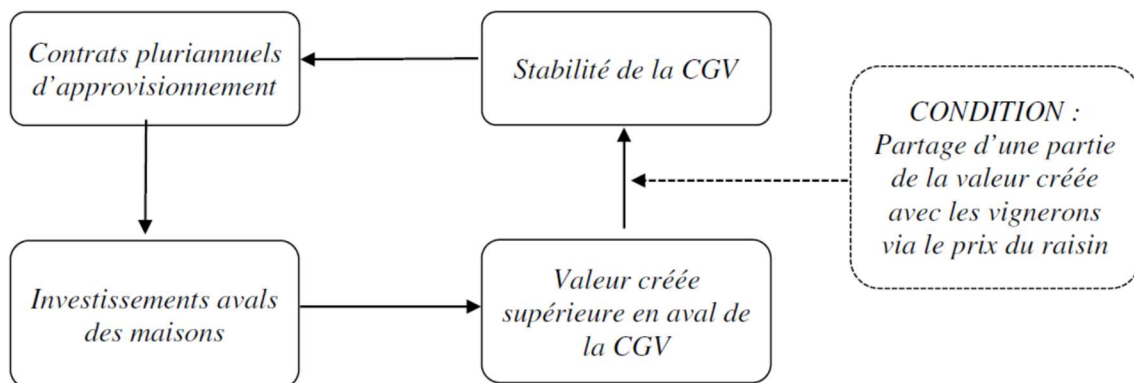 Contrats pluriannuels
d’approvisionnement
Stabilité de la CGV
CONDITION :
Partage d’une partie
de la valeur créée
avec les vignerons
via le prix du raisin
Investissements avals
des maisons
Valeur créée
supérieure en aval de
la CGV